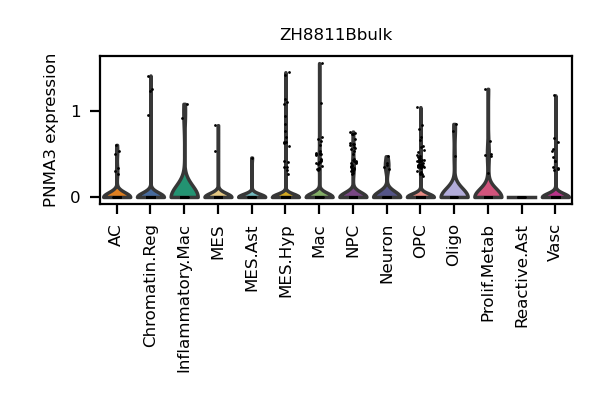 ZH8811Bbulk
PNMA3 expression
1
0
AC
Chromatin.Reg
Inflammatory.Mac
MES
MES.Ast
MES.Hyp
Mac
NPC
Neuron
OPC
Oligo
Prolif.Metab
Reactive.Ast
Vasc